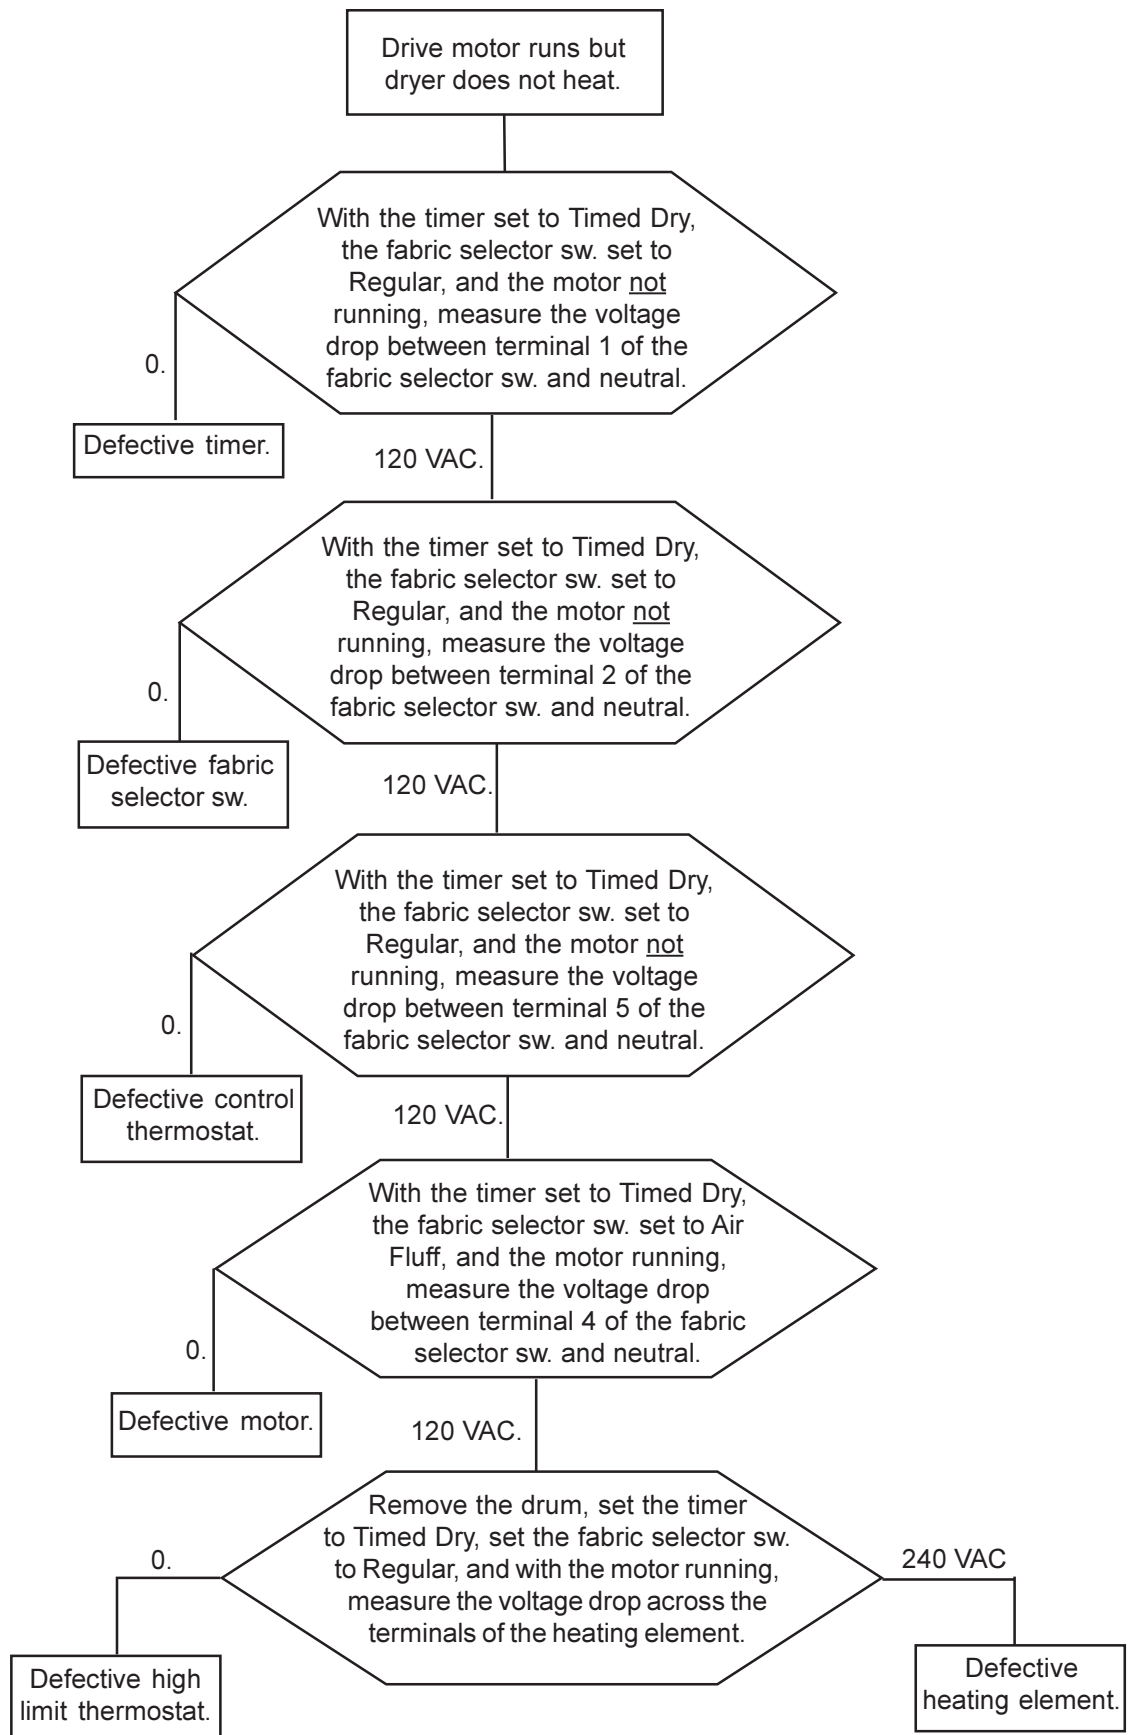 Drive motor runs but
dryer does not heat.
With the timer set to Timed Dry,
the fabric selector sw. set to
Regular, and the motor not
running, measure the voltage
drop between terminal 1 of the
fabric selector sw. and neutral.
0.
Defective timer.
120 VAC.
With the timer set to Timed Dry,
the fabric selector sw. set to
Regular, and the motor not
running, measure the voltage
drop between terminal 2 of the
fabric selector sw. and neutral.
0.
Defective fabric
selector sw.
120 VAC.
With the timer set to Timed Dry,
the fabric selector sw. set to
Regular, and the motor not
running, measure the voltage
drop between terminal 5 of the
fabric selector sw. and neutral.
0.
Defective control
thermostat.
120 VAC.
With the timer set to Timed Dry,
the fabric selector sw. set to Air
Fluff, and the motor running,
measure the voltage drop
between terminal 4 of the fabric
selector sw. and neutral.
0.
Defective motor.
120 VAC.
Remove the drum, set the timer
to Timed Dry, set the fabric selector sw.
to Regular, and with the motor running,
measure the voltage drop across the
terminals of the heating element.
0.
240 VAC
Defective high
limit thermostat.
Defective
heating element.